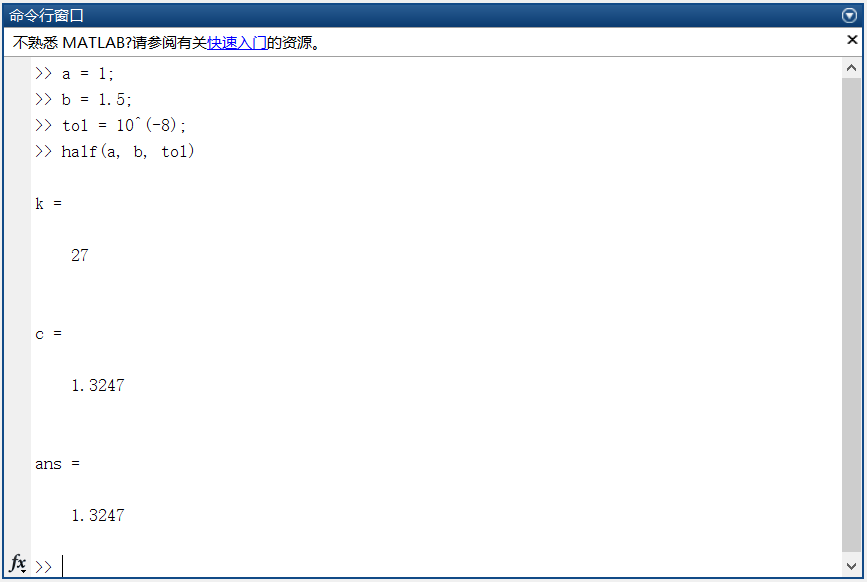 命令行窗口
不熟悉 MATLAB?请参阅有关快速入门的资源。
>> a = 1;
>> b = 1.5;
>> tol = 10^(-8);
>> half(a, b, tol)
k =
27
c =
1.3247
ans =
1.3247
fx >>